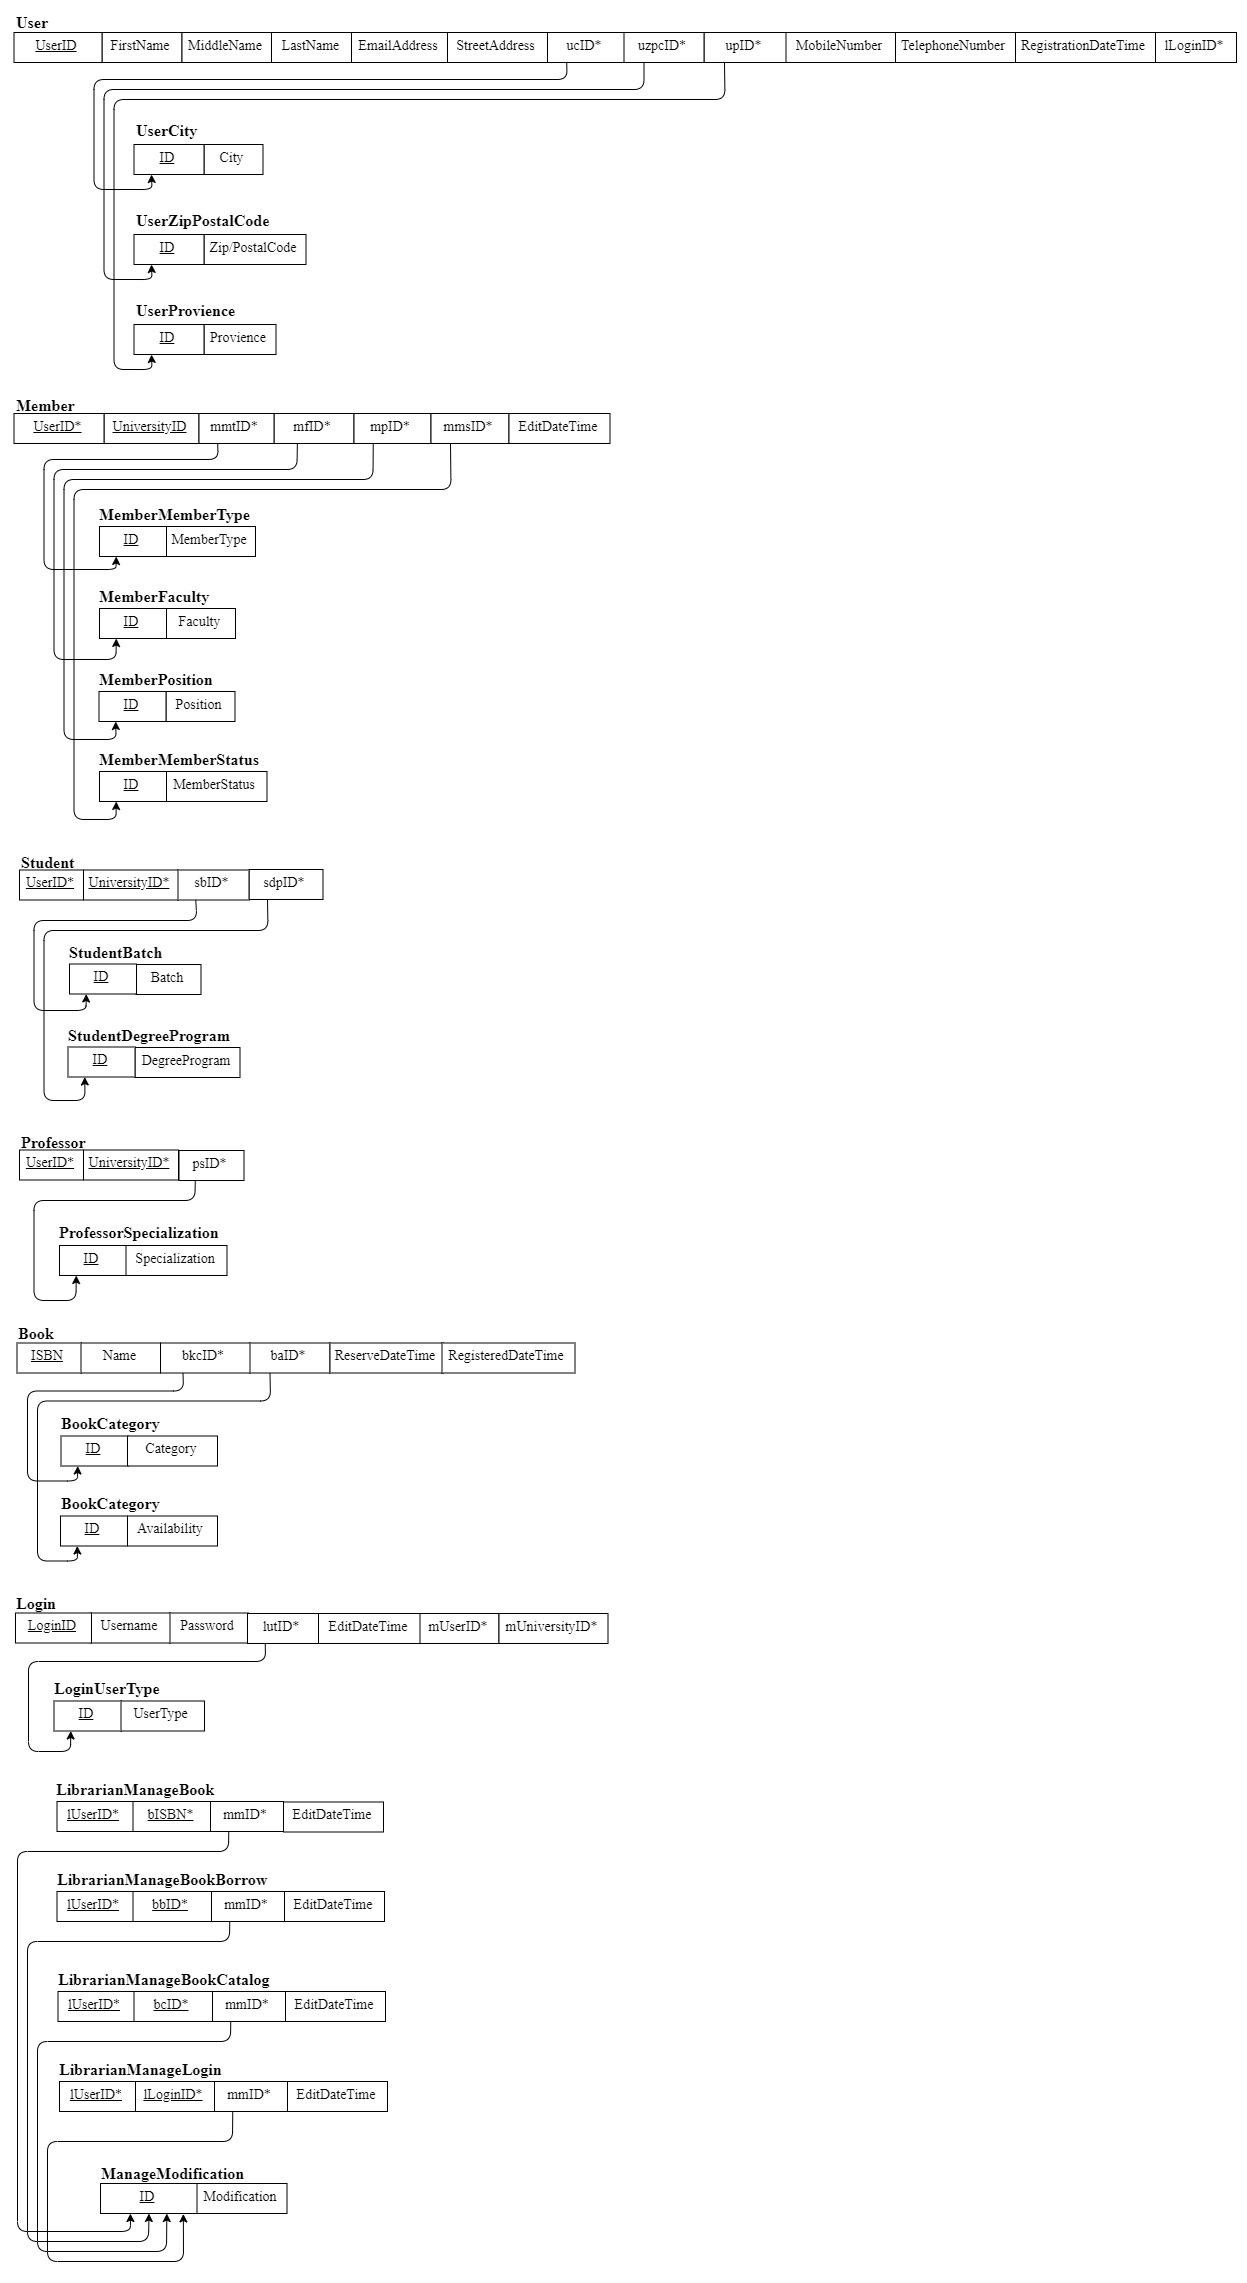 User
UserID FirstName MiddleName LastName EmailAddress StreetAddress ucID* uzpcID* upID* MobileNumber TelephoneNumber RegistrationDateTime lLoginID*
UserCity
ID City
UserZipPostalCode
ID Zip/PostalCode
UserProvience
ID Provience
Member
UserID* UniversityID mmtID* mfID* mpID* mmsID* EditDateTime
MemberMemberType
ID MemberType
MemberFaculty
ID Faculty
MemberPosition
ID Position
MemberMemberStatus
ID MemberStatus
Student
UserID* UniversityID* sbID* sdpID*
StudentBatch
ID Batch
StudentDegreeProgram
ID DegreeProgram
Professor
UserID* UniversityID* psID*
ProfessorSpecialization
ID Specialization
Book
ISBN Name bkcID* baID* ReserveDateTime RegisteredDateTime
BookCategory
ID Category
BookCategory
ID Availability
Login
LoginID Username Password lutID* EditDateTime mUserID* mUniversityID*
LoginUserType
ID UserType
LibrarianManageBook
lUserID* bISBN* mmID* EditDateTime
LibrarianManageBookBorrow
lUserID* bbID* mmID* EditDateTime
LibrarianManageBookCatalog
lUserID* bcID* mmID* EditDateTime
LibrarianManageLogin
lUserID* lLoginID* mmID* EditDateTime
ManageModification
ID Modification